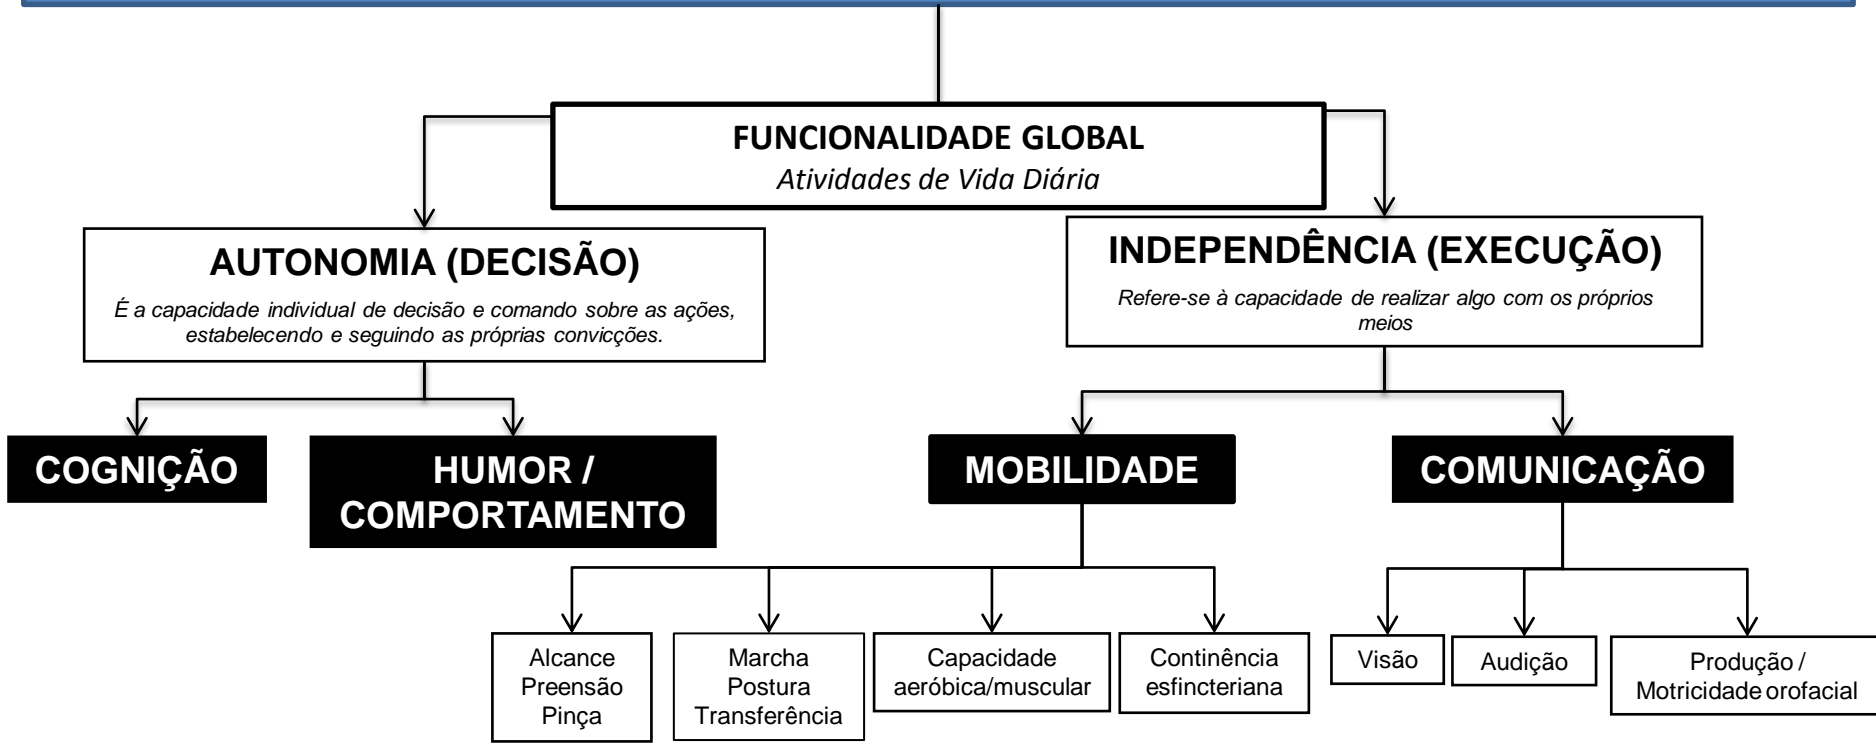 FUNCIONALIDADE GLOBAL
Atividades de Vida Diária
AUTONOMIA (DECISÃO)
É a capacidade individual de decisão e comando sobre as ações,
estabelecendo e seguindo as próprias convicções.
INDEPENDÊNCIA (EXECUÇÃO)
Refere-se à capacidade de realizar algo com os próprios
meios
COGNIÇÃO
HUMOR /
COMPORTAMENTO
MOBILIDADE
COMUNICAÇÃO
Alcance
Preensão
Pinça
Marcha
Postura
Transferência
Capacidade
aeróbica/muscular
Continência
esfincteriana
Visão
Audição
Produção /
Motricidade orofacial